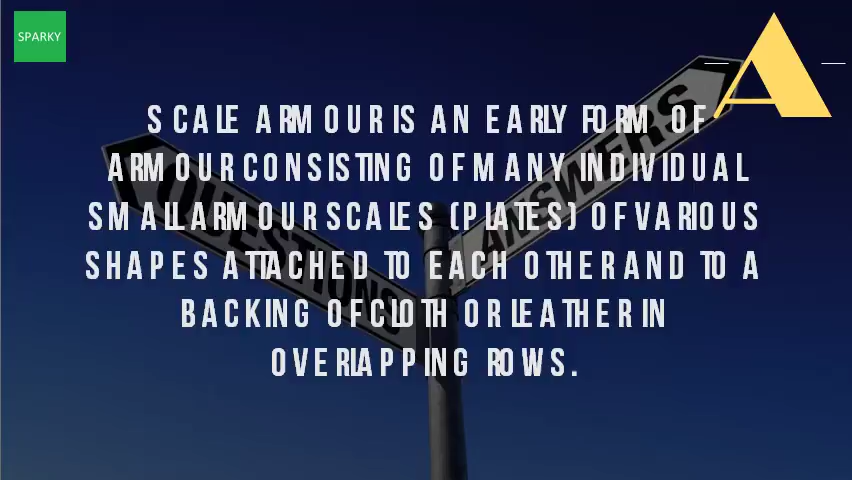 SPARKY
A
SCALE ARMOUR IS AN EARLY FORM OF
ARMOUR CONSISTING OF MANY INDIVIDUAL
SMALL ARMOUR SCALES (PLATES) OF VARIOUS
SHAPES ATTACHED TO EACH OTHER AND TO A
BACKING OF CLOTH OR LEATHER IN
OVERLAPPING ROWS.
QUESTIONS
ANSWERS